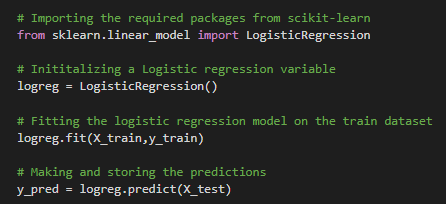 # Importing the required packages from scikit-learn
from sklearn.linear_model import LogisticRegression
# Inititalizing a Logistic regression variable
logreg = LogisticRegression()
# Fitting the logistic regression model on the train dataset
logreg.fit(X_train,y_train)
# Making and storing the predictions
y_pred = logreg.predict(X_test)